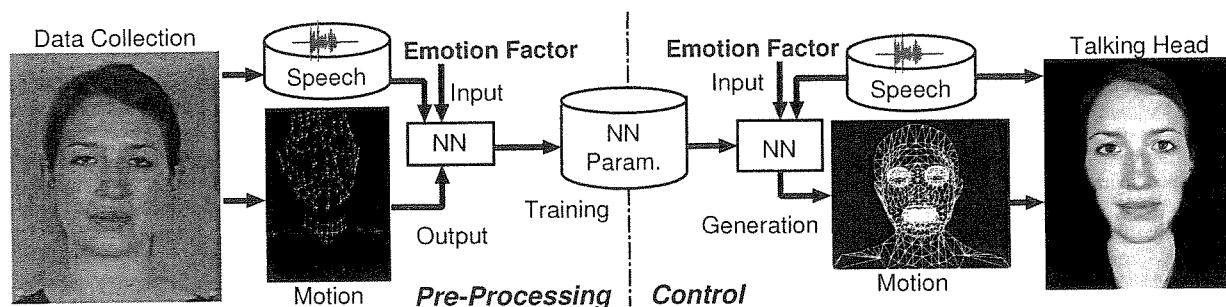 Data Collection
Speech
Emotion Factor
Input
NN
Output
Motion
Training
NN
Param.
Pre-Processing
Control
Emotion Factor
Input
NN
Generation
Speech
Motion
Talking Head